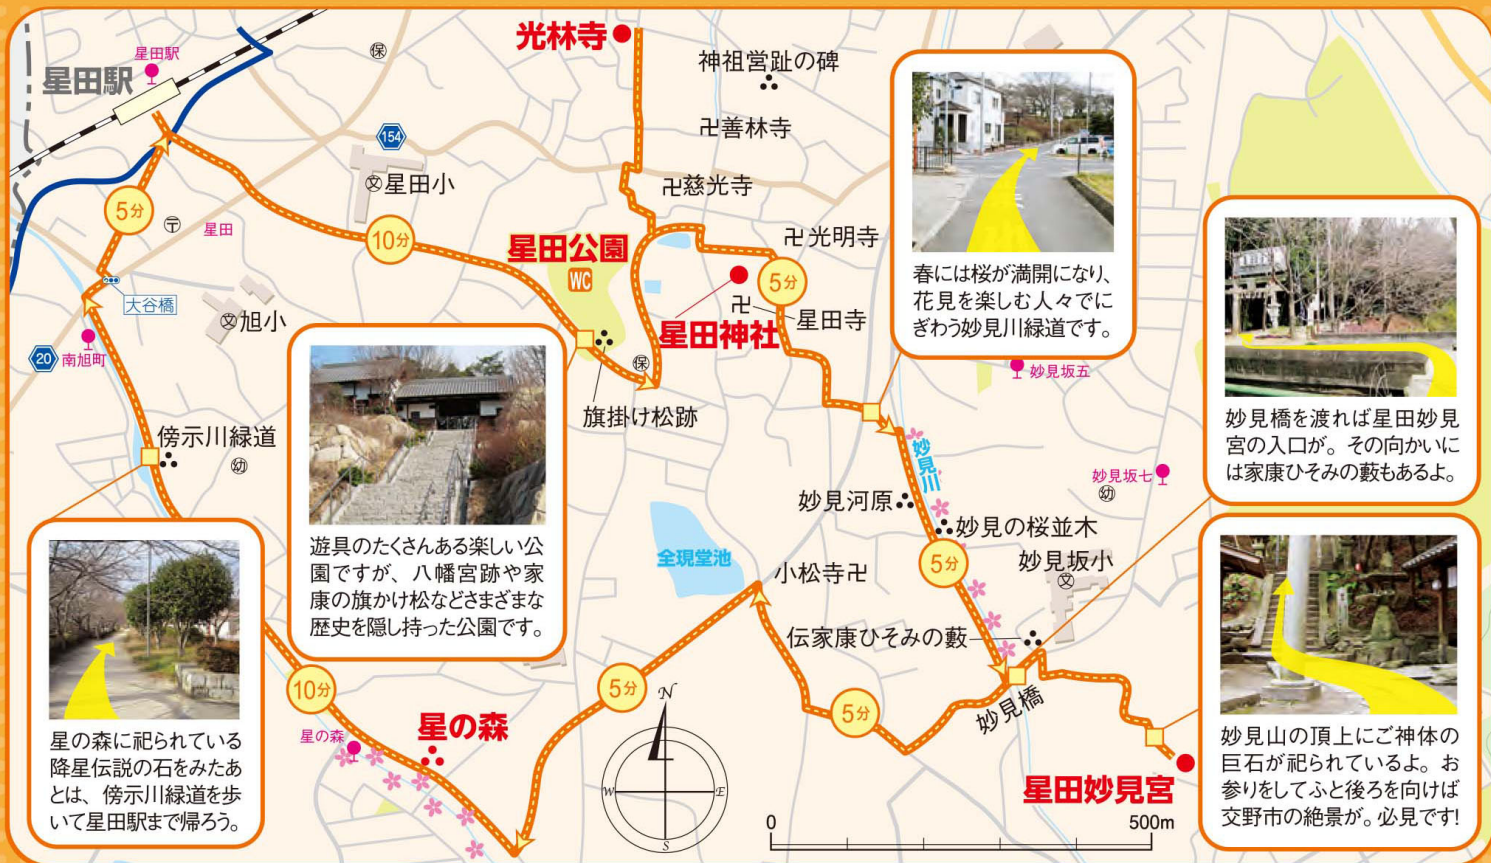 光林寺
神祖営趾の碑
卍善林寺
卍慈光寺
卍光明寺
星田駅
星田駅
保
154
文 星田小
5分
〒
星田
10分
星田公園
WC
星田神社
5分
卍
星田寺
大谷橋
文 旭小
20
南旭町
保
旗掛け松跡
傍示川緑道
幼
春には桜が満開になり、
花見を楽しむ人々でに
ぎわう妙見川緑道です。
妙見坂五
妙見橋を渡れば星田妙見
宮の入口が。その向かいに
は家康ひそみの藪もあるよ。
妙見川
妙見坂七
幼
妙見河原
妙見の桜並木
5分
妙見坂小
文
遊具のたくさんある楽しい公
園ですが、八幡宮跡や家
康の旗かけ松などさまざまな
歴史を隠し持った公園です。
全現堂池
小松寺卍
伝家康ひそみの藪
妙見橋
5分
5分
10分
星の森
星の森
N
W
E
S
星田妙見宮
0
500m
星の森に祀られている
降星伝説の石をみたあ
とは、傍示川緑道を歩
いて星田駅まで帰ろう。
妙見山の頂上にご神体の
巨石が祀られているよ。お
参りをしてふと後ろを向けば
交野市の絶景が。必見です!